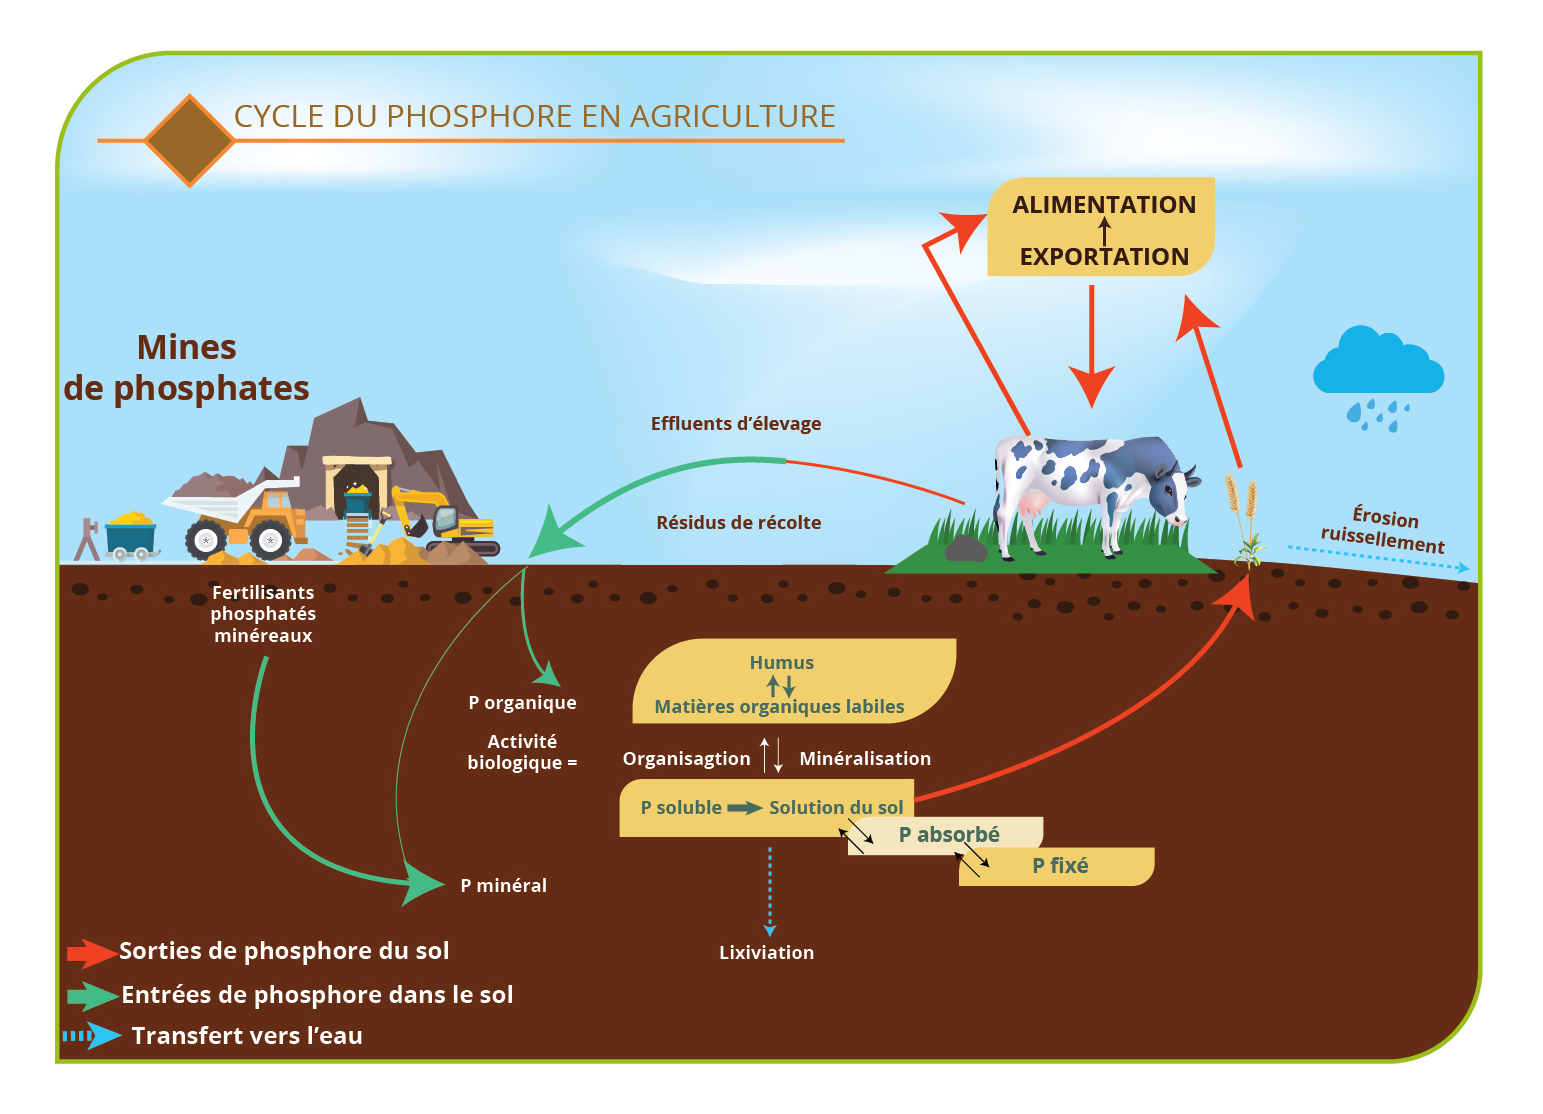 CYCLE DU PHOSPHORE EN AGRICULTURE
ALIMENTATION
EXPORTATION
Mines
de phosphates
Effluents d’élevage
Résidus de récolte
Érosion
ruissellement
Fertilisants
phosphatés
minéreaux
Humus
Matières organiques labiles
P organique
Activité
biologique =
Organisagtion
Minéralisation
P soluble
Solution du sol
P absorbé
P fixé
P minéral
Lixiviation
Sorties de phosphore du sol
Entrées de phosphore dans le sol
Transfert vers l’eau